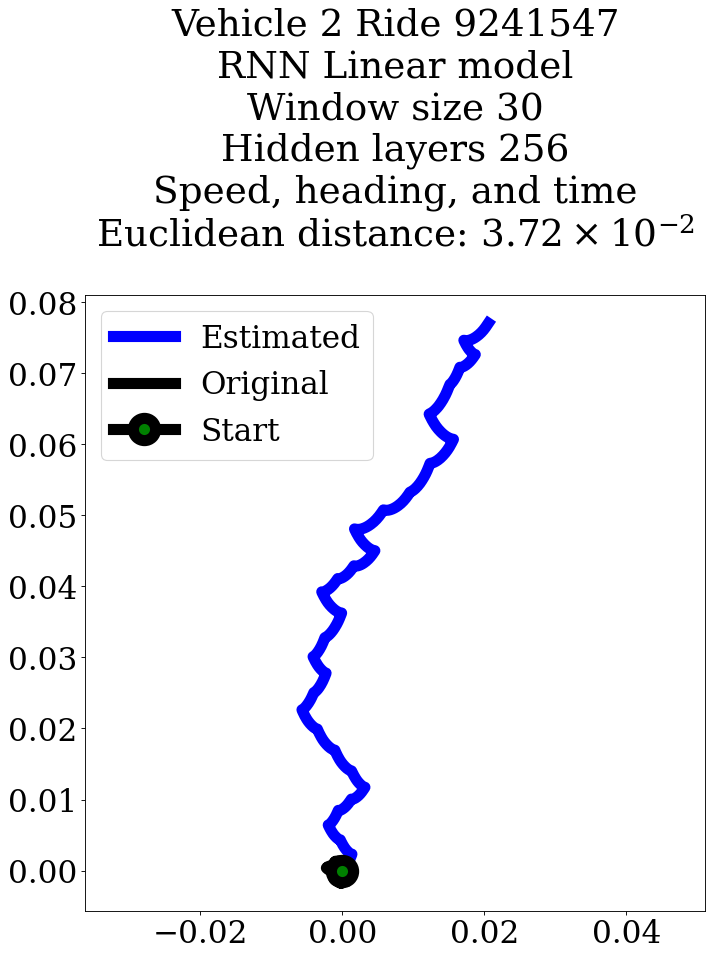 Vehicle 2 Ride 9241547
RNN Linear model
Window size 30
Hidden layers 256
Speed, heading, and time
Euclidean distance: 3.72 × 10⁻²
0.08
0.07
0.06
0.05
0.04
0.03
0.02
0.01
0.00
Estimated
Original
Start
−0.02 0.00 0.02 0.04